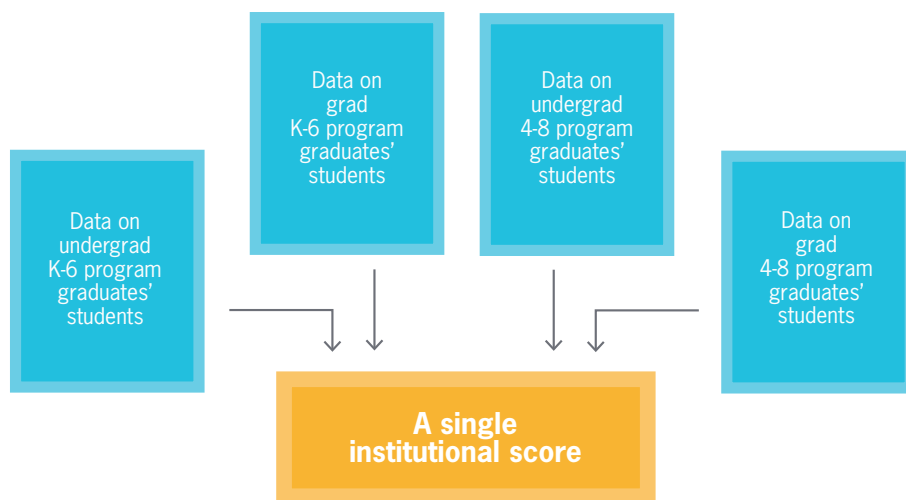 Data on
undergrad
K-6 program
graduates'
students
Data on
grad
K-6 program
graduates'
students
Data on
undergrad
4-8 program
graduates'
students
Data on
grad
4-8 program
graduates'
students
A single
institutional score